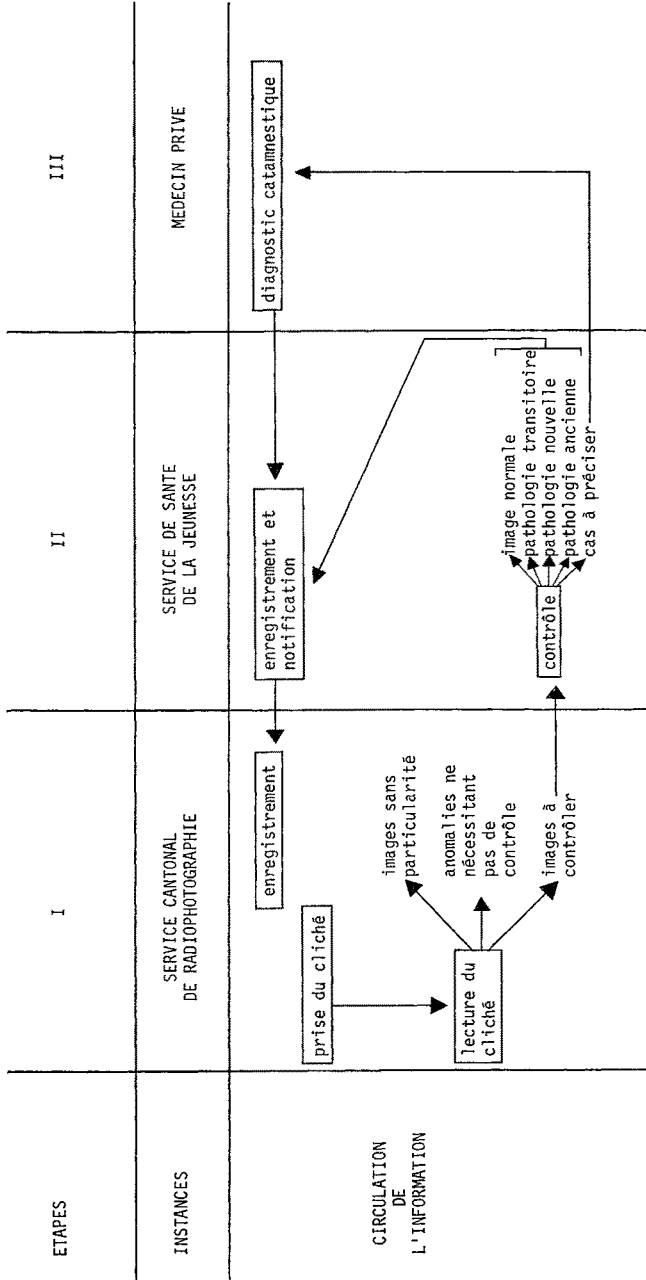 ETAPES
I
II
III
INSTANCES
SERVICE CANTONAL
DE RADIOPHOTOGRAPHIE
SERVICE DE SANTE
DE LA JEUNESSE
MEDECIN PRIVE
CIRCULATION
DE
L'INFORMATION
prise du cliché
lecture du
cliché
enregistrement
images sans
particularité
anomalies ne
nécessitant
pas de
contrôle
images à
contrôler
enregistrement et
notification
contrôle
image normale
pathologie transitoire
pathologie nouvelle
pathologie ancienne
cas à préciser
diagnostic catamnestique